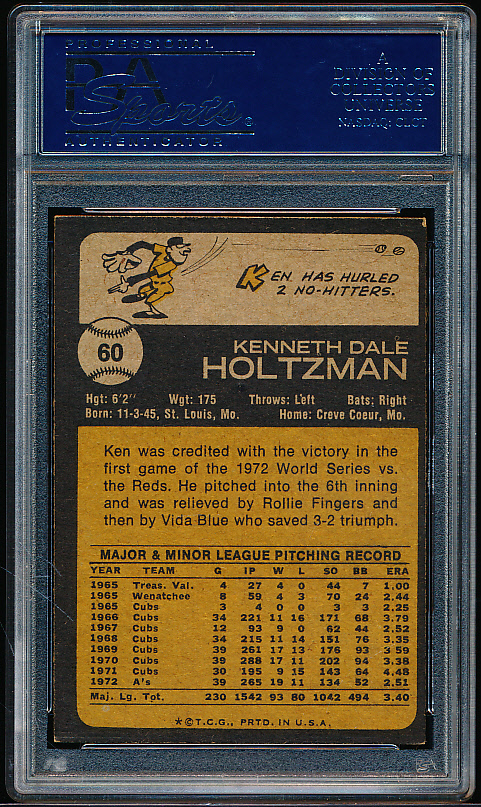 PROFESSIONAL
PSA
Sports
AUTHENTICATOR
A
DIVISION OF
COLLECTORS
UNIVERSE
NASDAQ: CLCT
KEN HAS HURLED
2 NO-HITTERS.
60
KENNETH DALE
HOLTZMAN
Hgt: 6'2" Wgt: 175 Throws: Left Bats: Right
Born: 11-3-45, St. Louis, Mo. Home: Creve Coeur, Mo.
Ken was credited with the victory in the
first game of the 1972 World Series vs.
the Reds. He pitched into the 6th inning
and was relieved by Rollie Fingers and
then by Vida Blue who saved 3-2 triumph.
MAJOR & MINOR LEAGUE PITCHING RECORD
YEAR TEAM G IP W L SO BB ERA
1965 Treas. Val. 4 27 4 0 44 7 1.00
1965 Wenatchee 8 59 4 3 70 24 2.44
1965 Cubs 3 4 0 0 3 3 2.25
1966 Cubs 34 221 11 16 171 68 3.79
1967 Cubs 12 93 9 0 62 44 2.52
1968 Cubs 34 215 11 14 151 76 3.35
1969 Cubs 39 261 17 13 176 93 3.59
1970 Cubs 39 288 17 11 202 94 3.38
1971 Cubs 30 195 9 15 143 64 4.48
1972 A's 39 265 19 11 134 52 2.51
Maj. Lg. Tot. 230 1542 93 80 1042 494 3.40
*©T.C.G., PRTD. IN U.S.A.